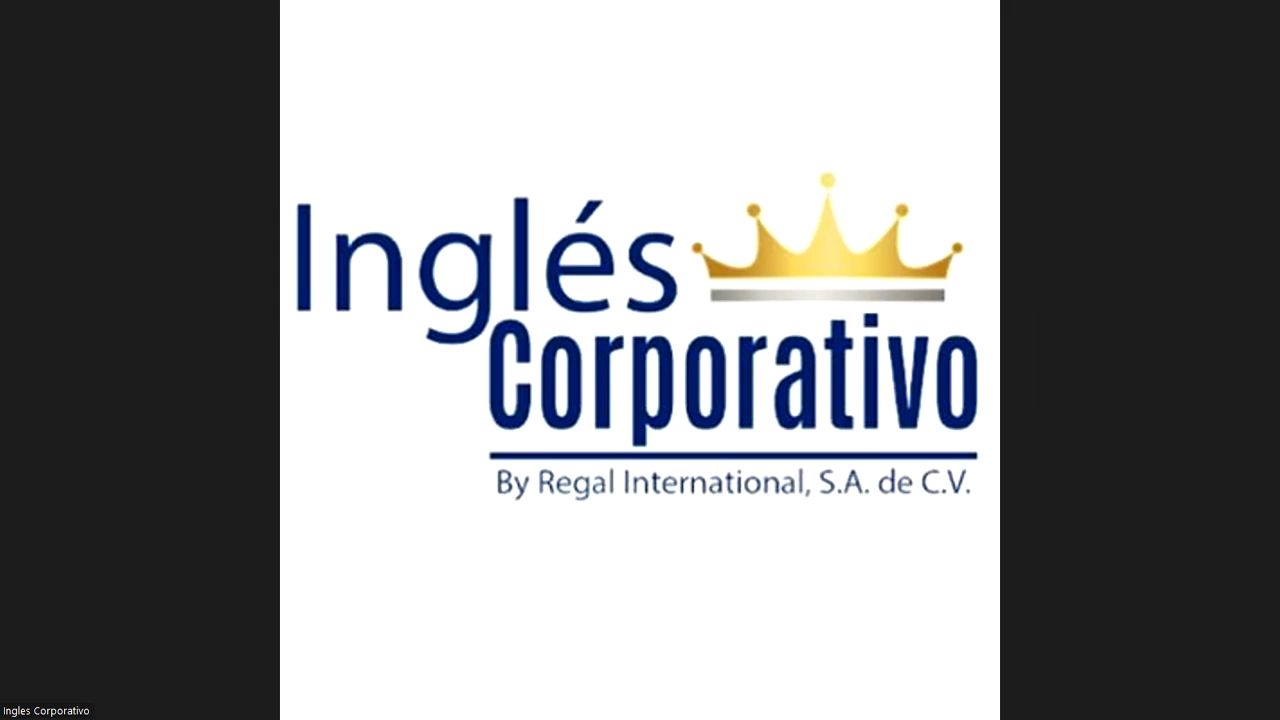 Inglés
Corporativo
By Regal International, S.A. de C.V.
Ingles Corporativo